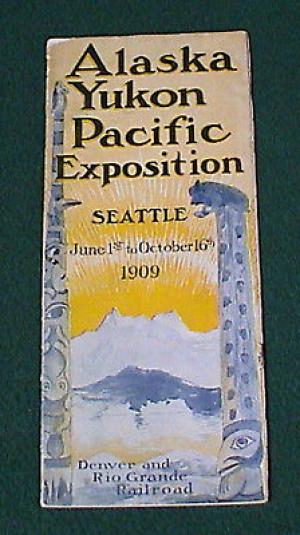 Alaska
Yukon
Pacific
Exposition
SEATTLE
June 1st to October 16th
1909
Denver and
Rio Grande
Railroad